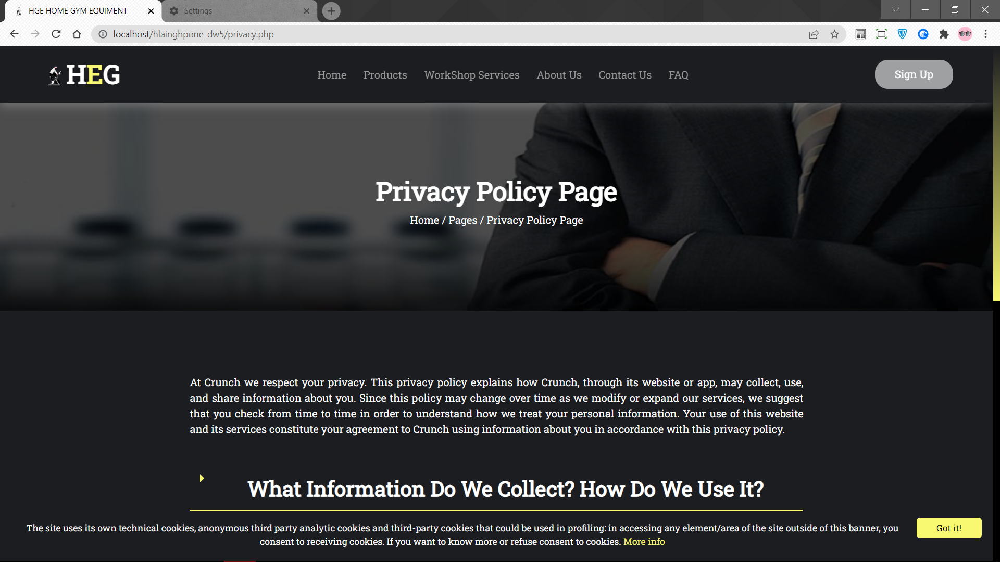 HGE HOME GYM EQUIMENT
Settings
localhost/hlainghpone_dw5/privacy.php
HEG
Home Products WorkShop Services About Us Contact Us FAQ
Sign Up
Privacy Policy Page
Home / Pages / Privacy Policy Page
At Crunch we respect your privacy. This privacy policy explains how Crunch, through its website or app, may collect, use,
and share information about you. Since this policy may change over time as we modify or expand our services, we suggest
that you check from time to time in order to understand how we treat your personal information. Your use of this website
and its services constitute your agreement to Crunch using information about you in accordance with this privacy policy.
What Information Do We Collect? How Do We Use It?
The site uses its own technical cookies, anonymous third party analytic cookies and third-party cookies that could be used in profiling: in accessing any element/area of the site outside of this banner, you
consent to receiving cookies. If you want to know more or refuse consent to cookies. More info
Got it!